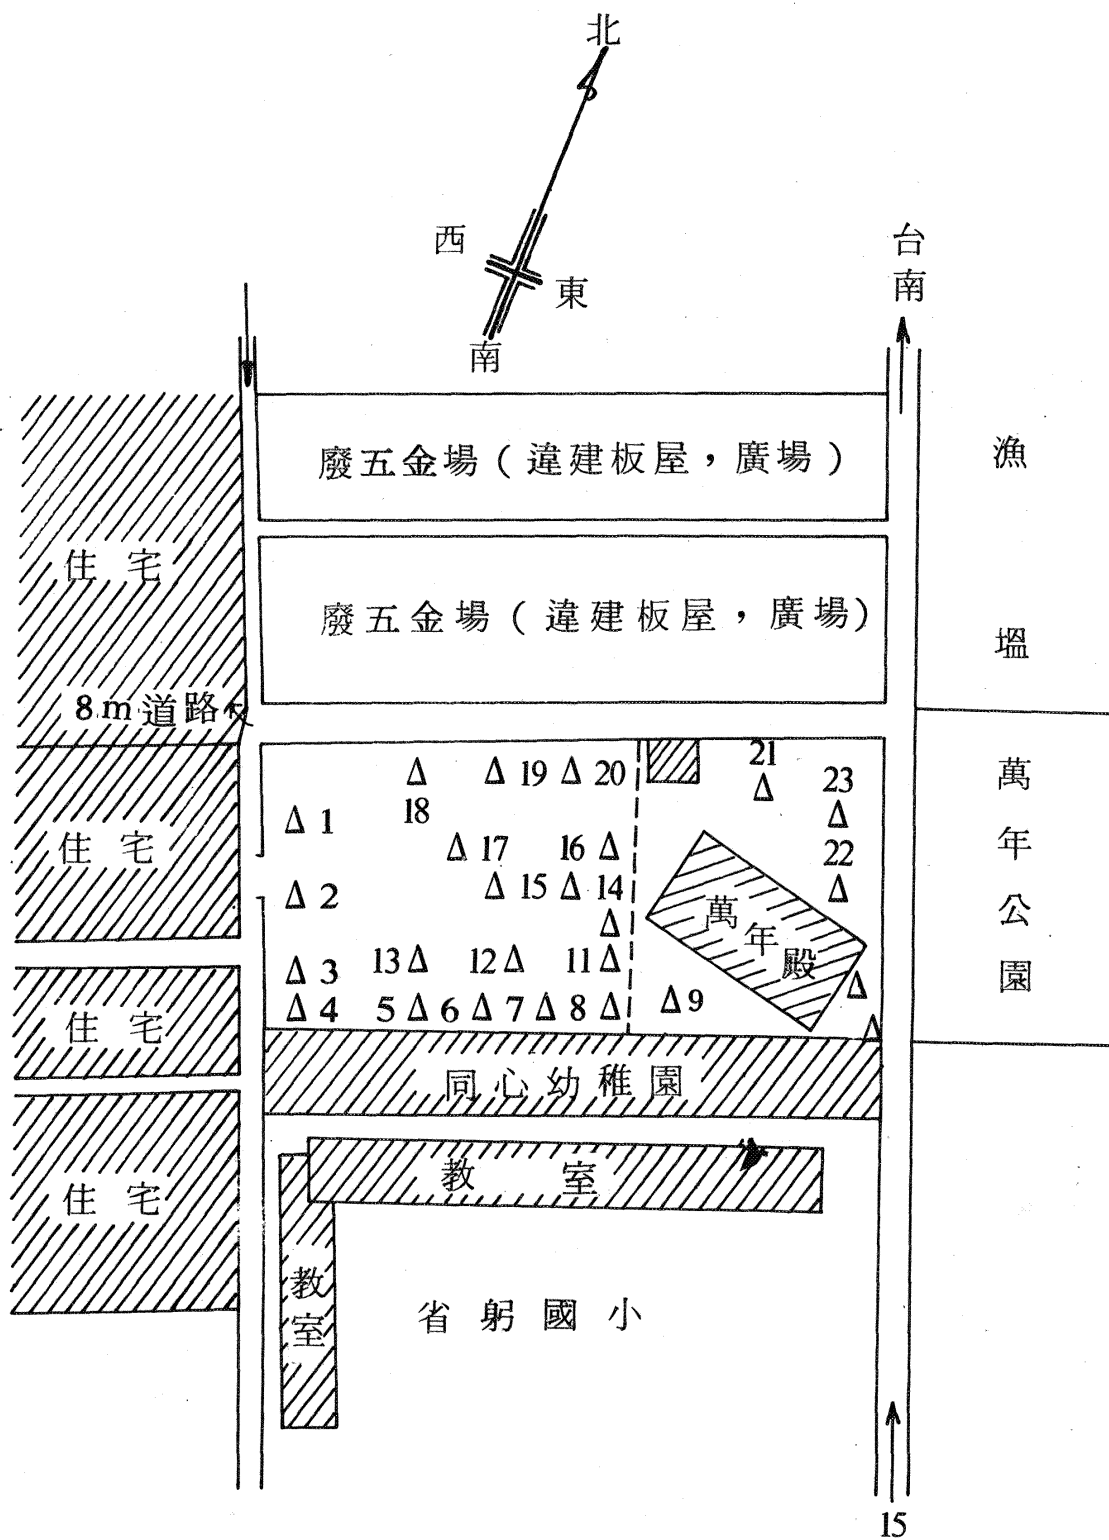 北
西
東
南
台南
廢五金場（違建板屋，廣場）
漁塭
住宅
廢五金場（違建板屋，廣場）
8m道路
21
19 20
23
18
1
萬年公園
住宅
17 16
22
2
15 14
萬年殿
3 13 12 11
4 5 6 7 8 9
住宅
同心幼稚園
教室
住宅
教室
省躬國小
15